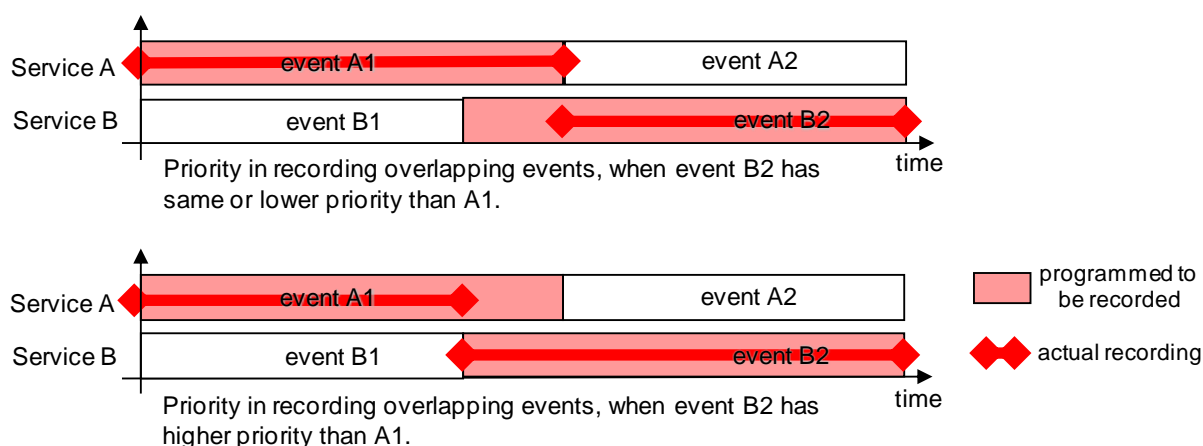 Service A
event A1
event A2
Service B
event B1
event B2
time
Priority in recording overlapping events, when event B2 has
same or lower priority than A1.
Service A
event A1
event A2
programmed to
be recorded
Service B
event B1
event B2
actual recording
time
Priority in recording overlapping events, when event B2 has
higher priority than A1.